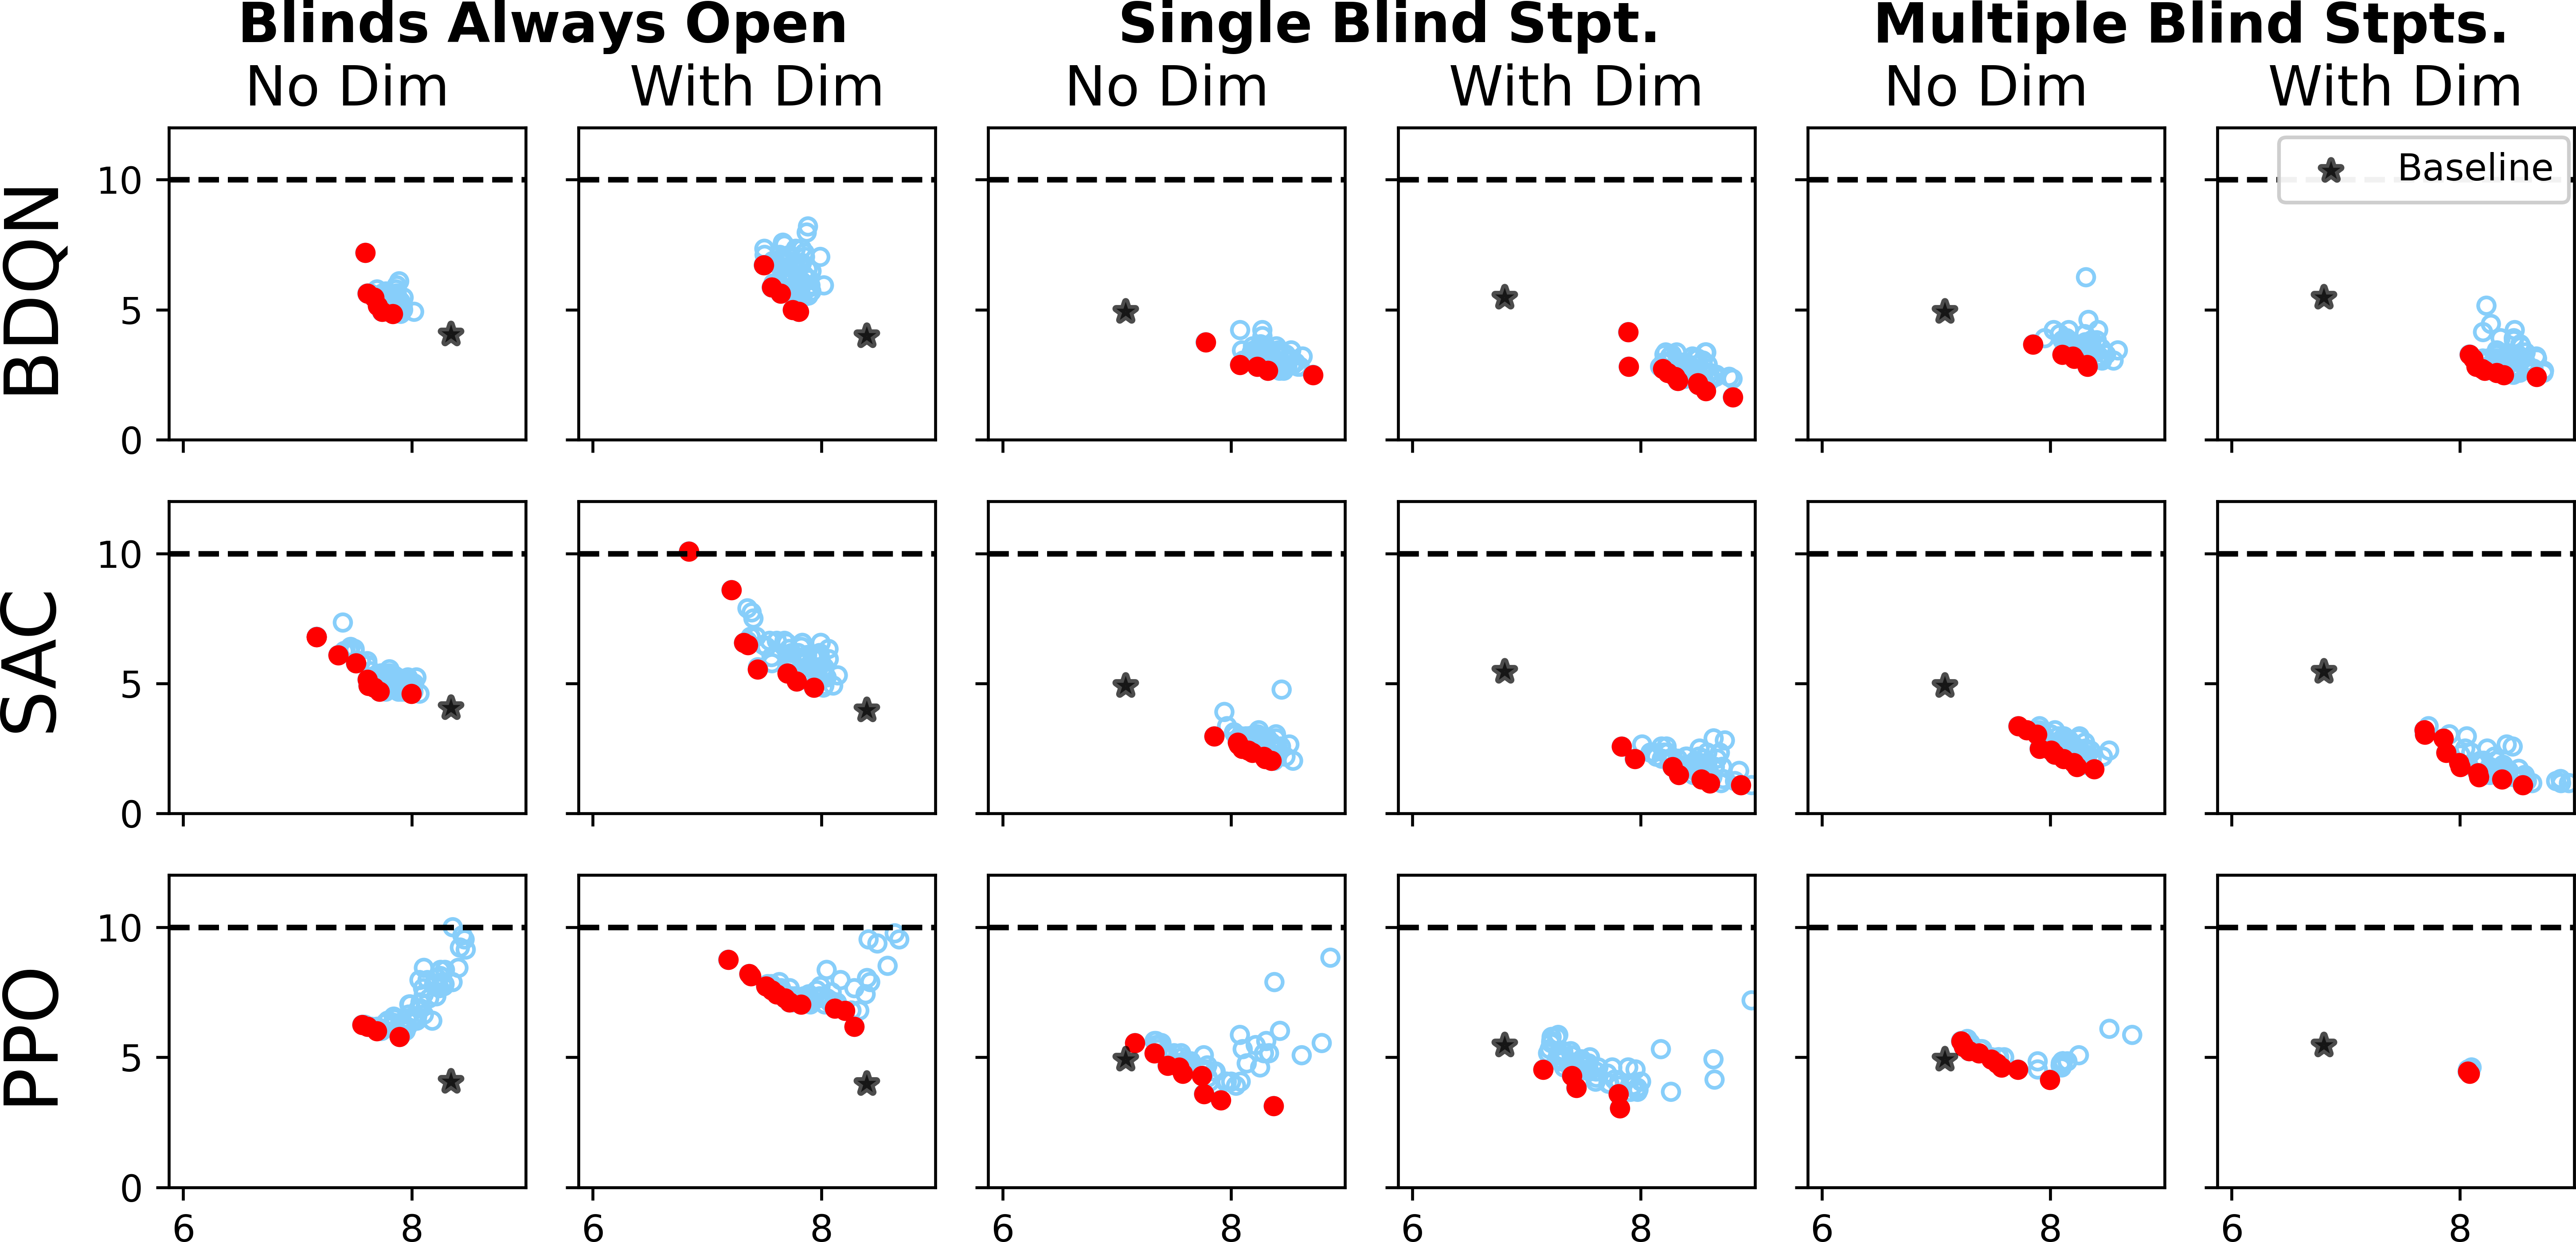 Blinds Always Open Single Blind Stpt. Multiple Blind Stpts.
No Dim With Dim No Dim With Dim No Dim With Dim
BDQN
10
5
0
Baseline
SAC
10
5
0
PPO
10
5
0
6 8 6 8 6 8 6 8 6 8 6 8